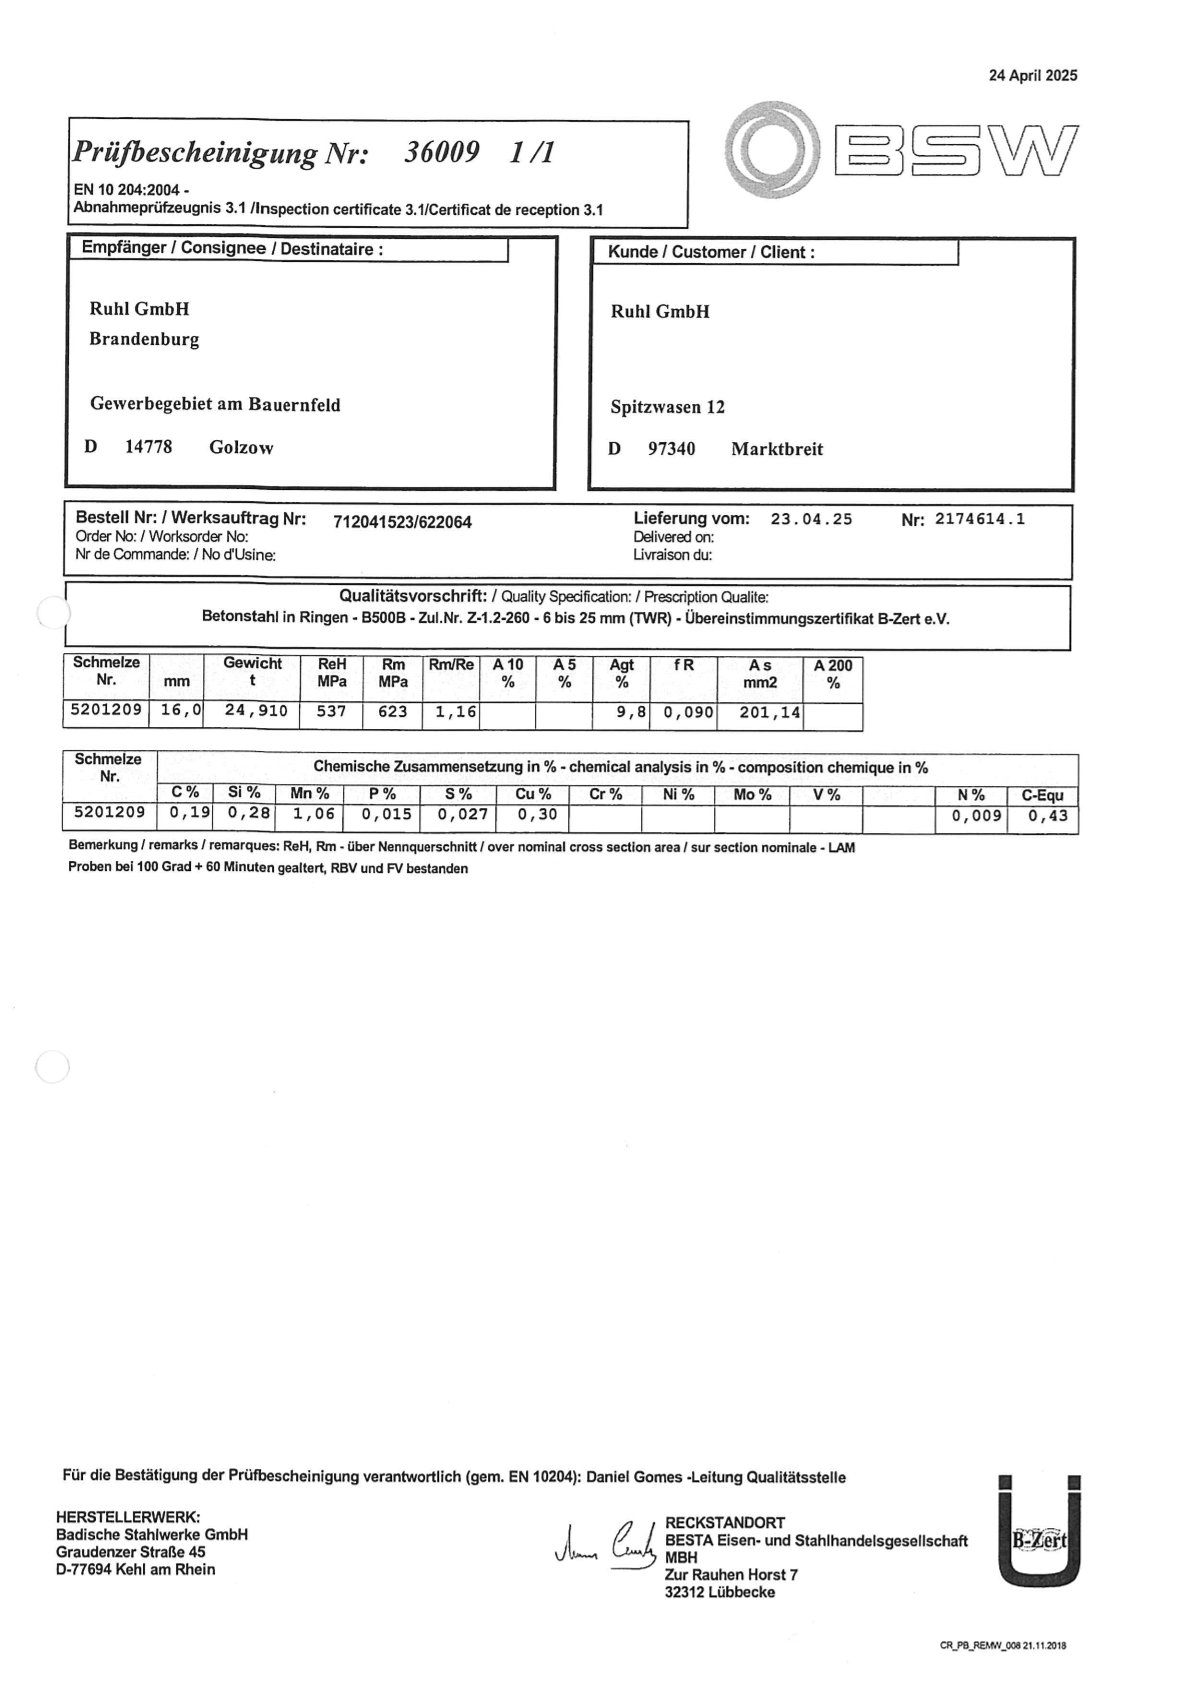 24 April 2025
BSW
Prüfbescheinigung Nr: 36009 1 /1
EN 10 204:2004 -
Abnahmeprüfzeugnis 3.1 /Inspection certificate 3.1/Certificat de reception 3.1
Empfänger / Consignee / Destinataire :
Ruhl GmbH
Brandenburg
Gewerbegebiet am Bauernfeld
D 14778 Golzow
Kunde / Customer / Client :
Ruhl GmbH
Spitzwasen 12
D 97340 Marktbreit
Bestell Nr: / Werksauftrag Nr: 712041523/622064
Order No: / Worksorder No:
Nr de Commande: / No d'Usine:
Lieferung vom: 23.04.25 Nr: 2174614.1
Delivered on:
Livraison du:
Qualitätsvorschrift: / Quality Specification: / Prescription Qualite:
Betonstahl in Ringen - B500B - Zul.Nr. Z-1.2-260 - 6 bis 25 mm (TWR) - Übereinstimmungszertifikat B-Zert e.V.
Schmelze Gewicht ReH Rm Rm/Re A 10 A 5 Agt f R A s A 200
Nr. mm t MPa MPa % % % mm2 %
5201209 16,0 24,910 537 623 1,16 9,8 0,090 201,14
Schmelze
Nr.
Chemische Zusammensetzung in % - chemical analysis in % - composition chemique in %
C % Si % Mn % P % S % Cu % Cr % Ni % Mo % V % N % C-Equ
5201209 0,19 0,28 1,06 0,015 0,027 0,30 0,009 0,43
Bemerkung / remarks / remarques: ReH, Rm - über Nennquerschnitt / over nominal cross section area / sur section nominale - LAM
Proben bei 100 Grad + 60 Minuten gealtert, RBV und FV bestanden
Für die Bestätigung der Prüfbescheinigung verantwortlich (gem. EN 10204): Daniel Gomes -Leitung Qualitätsstelle
HERSTELLERWERK:
Badische Stahlwerke GmbH
Graudenzer Straße 45
D-77694 Kehl am Rhein
RECKSTANDORT
BESTA Eisen- und Stahlhandelsgesellschaft
MBH
Zur Rauhen Horst 7
32312 Lübbecke
B-Zert
CR_PB_REMW_008 21.11.2018